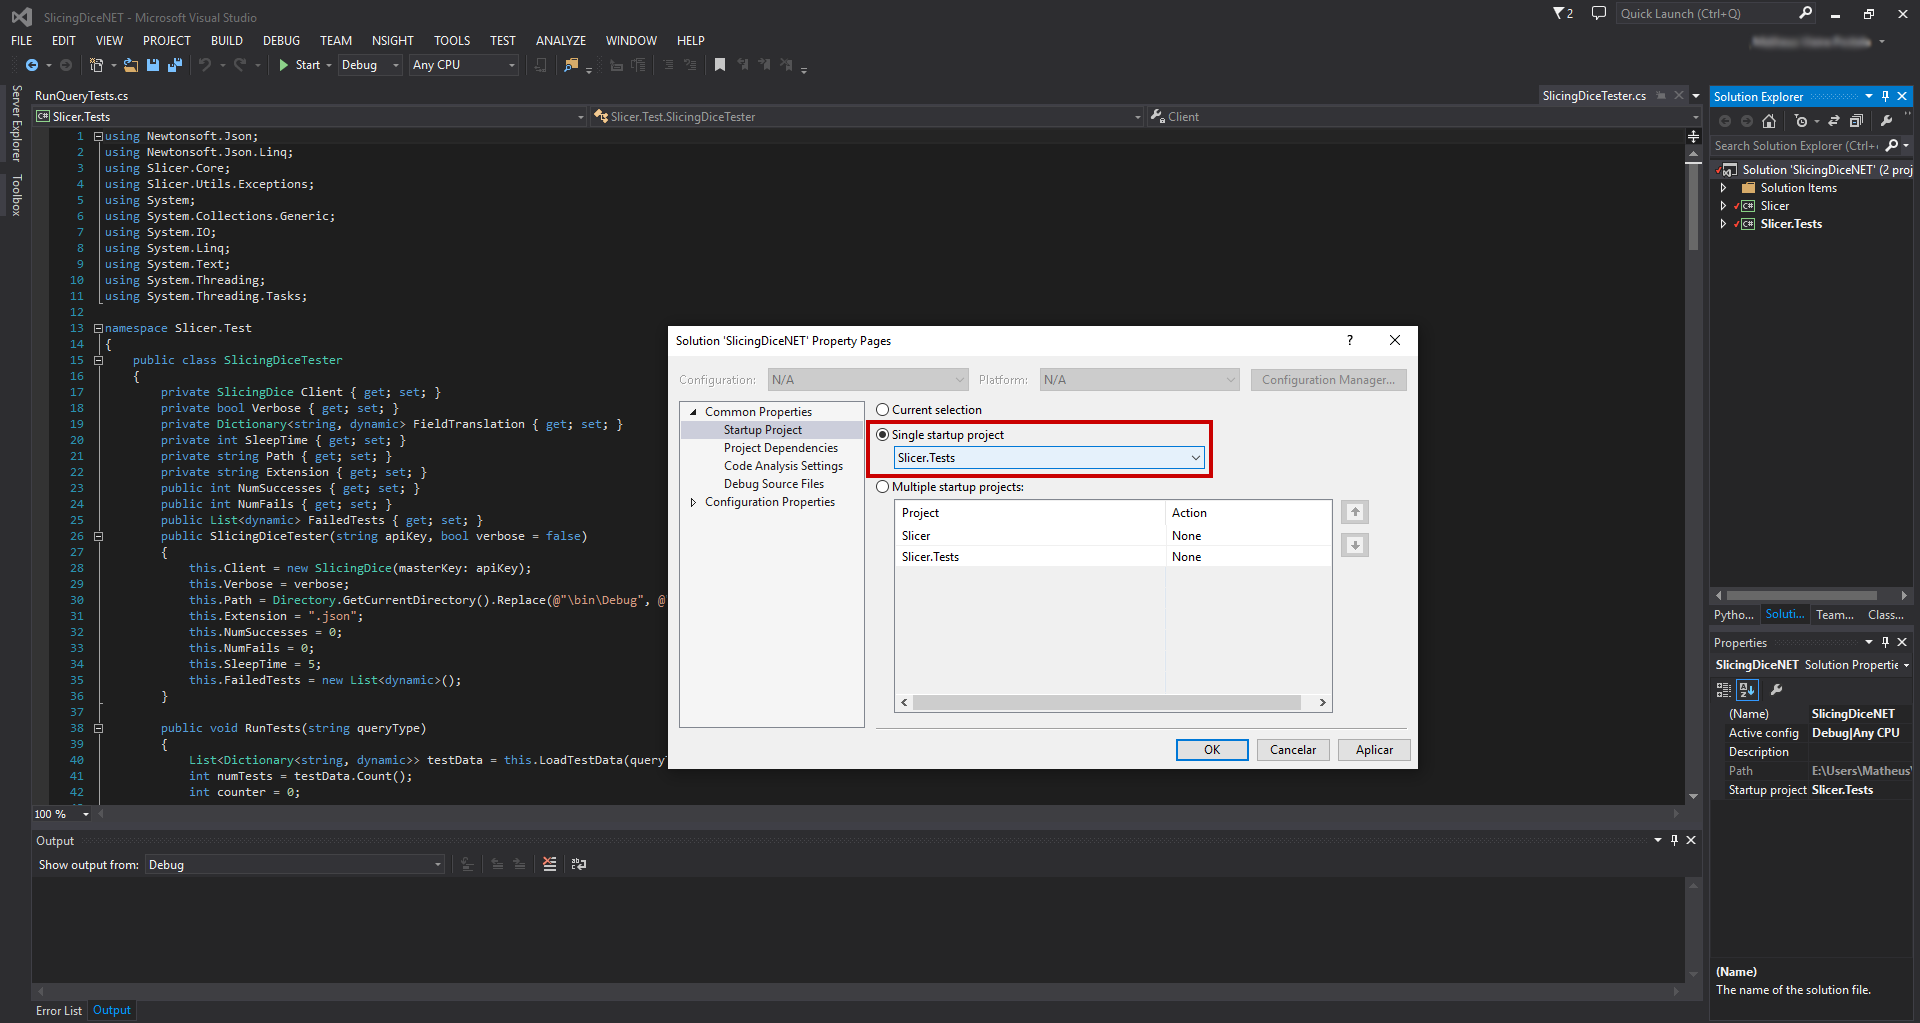 SlicingDiceNET - Microsoft Visual Studio
2
Quick Launch (Ctrl+Q)
FILE EDIT VIEW PROJECT BUILD DEBUG TEAM NSIGHT TOOLS TEST ANALYZE WINDOW HELP
Start Debug Any CPU
Server Explorer
Toolbox
RunQueryTests.cs
SlicingDiceTester.cs
C# Slicer.Tests
Slicer.Test.SlicingDiceTester
Client
1 using Newtonsoft.Json;
2 using Newtonsoft.Json.Linq;
3 using Slicer.Core;
4 using Slicer.Utils.Exceptions;
5 using System;
6 using System.Collections.Generic;
7 using System.IO;
8 using System.Linq;
9 using System.Text;
10 using System.Threading;
11 using System.Threading.Tasks;
12
13 namespace Slicer.Test
14 {
15 public class SlicingDiceTester
16 {
17 private SlicingDice Client { get; set; }
18 private bool Verbose { get; set; }
19 private Dictionary<string, dynamic> FieldTranslation { get; set; }
20 private int SleepTime { get; set; }
21 private string Path { get; set; }
22 private string Extension { get; set; }
23 public int NumSuccesses { get; set; }
24 public int NumFails { get; set; }
25 public List<dynamic> FailedTests { get; set; }
26 public SlicingDiceTester(string apiKey, bool verbose = false)
27 {
28 this.Client = new SlicingDice(masterKey: apiKey);
29 this.Verbose = verbose;
30 this.Path = Directory.GetCurrentDirectory().Replace(@"\bin\Debug", @
31 this.Extension = ".json";
32 this.NumSuccesses = 0;
33 this.NumFails = 0;
34 this.SleepTime = 5;
35 this.FailedTests = new List<dynamic>();
36 }
37
38 public void RunTests(string queryType)
39 {
40 List<Dictionary<string, dynamic>> testData = this.LoadTestData(query
41 int numTests = testData.Count();
42 int counter = 0;
100 %
Solution 'SlicingDiceNET' Property Pages
?
Configuration: N/A Platform: N/A Configuration Manager...
Common Properties
Startup Project
Project Dependencies
Code Analysis Settings
Debug Source Files
Configuration Properties
Current selection
Single startup project
Slicer.Tests
Multiple startup projects:
Project Action
Slicer None
Slicer.Tests None
OK Cancelar Aplicar
Solution Explorer
Search Solution Explorer (Ctrl+
Solution 'SlicingDiceNET' (2 proj
Solution Items
C# Slicer
C# Slicer.Tests
Pytho... Soluti... Team... Class...
Properties
SlicingDiceNET Solution Propertie
(Name) SlicingDiceNET
Active config Debug|Any CPU
Description
Path E:\Users\Matheus\
Startup project Slicer.Tests
(Name)
The name of the solution file.
Output
Show output from: Debug
Error List Output